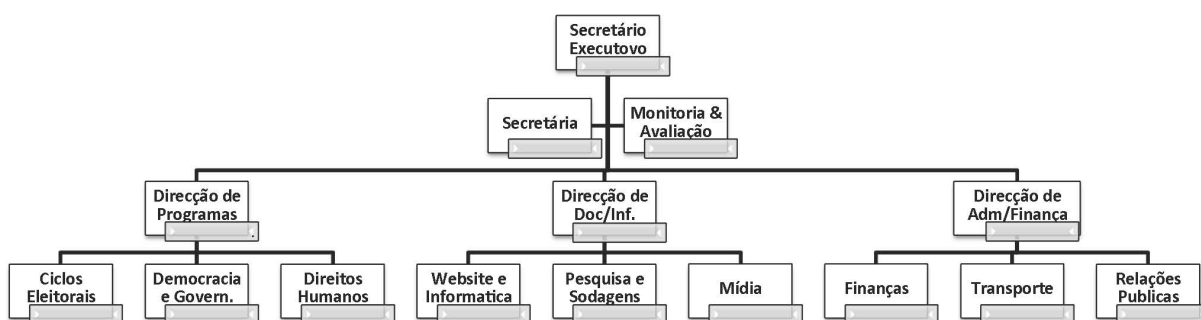 Secretário
Executovo
Secretária
Monitoria &
Avaliação
Direcção de
Programas
.
Direcção de
Doc/Inf.
Direcção de
Adm/Finança
Ciclos
Eleitorais
Democracia
e Govern.
Direitos
Humanos
Website e
Informatica
Pesquisa e
Sodagens
Mídia
Finanças
Transporte
Relações
Publicas